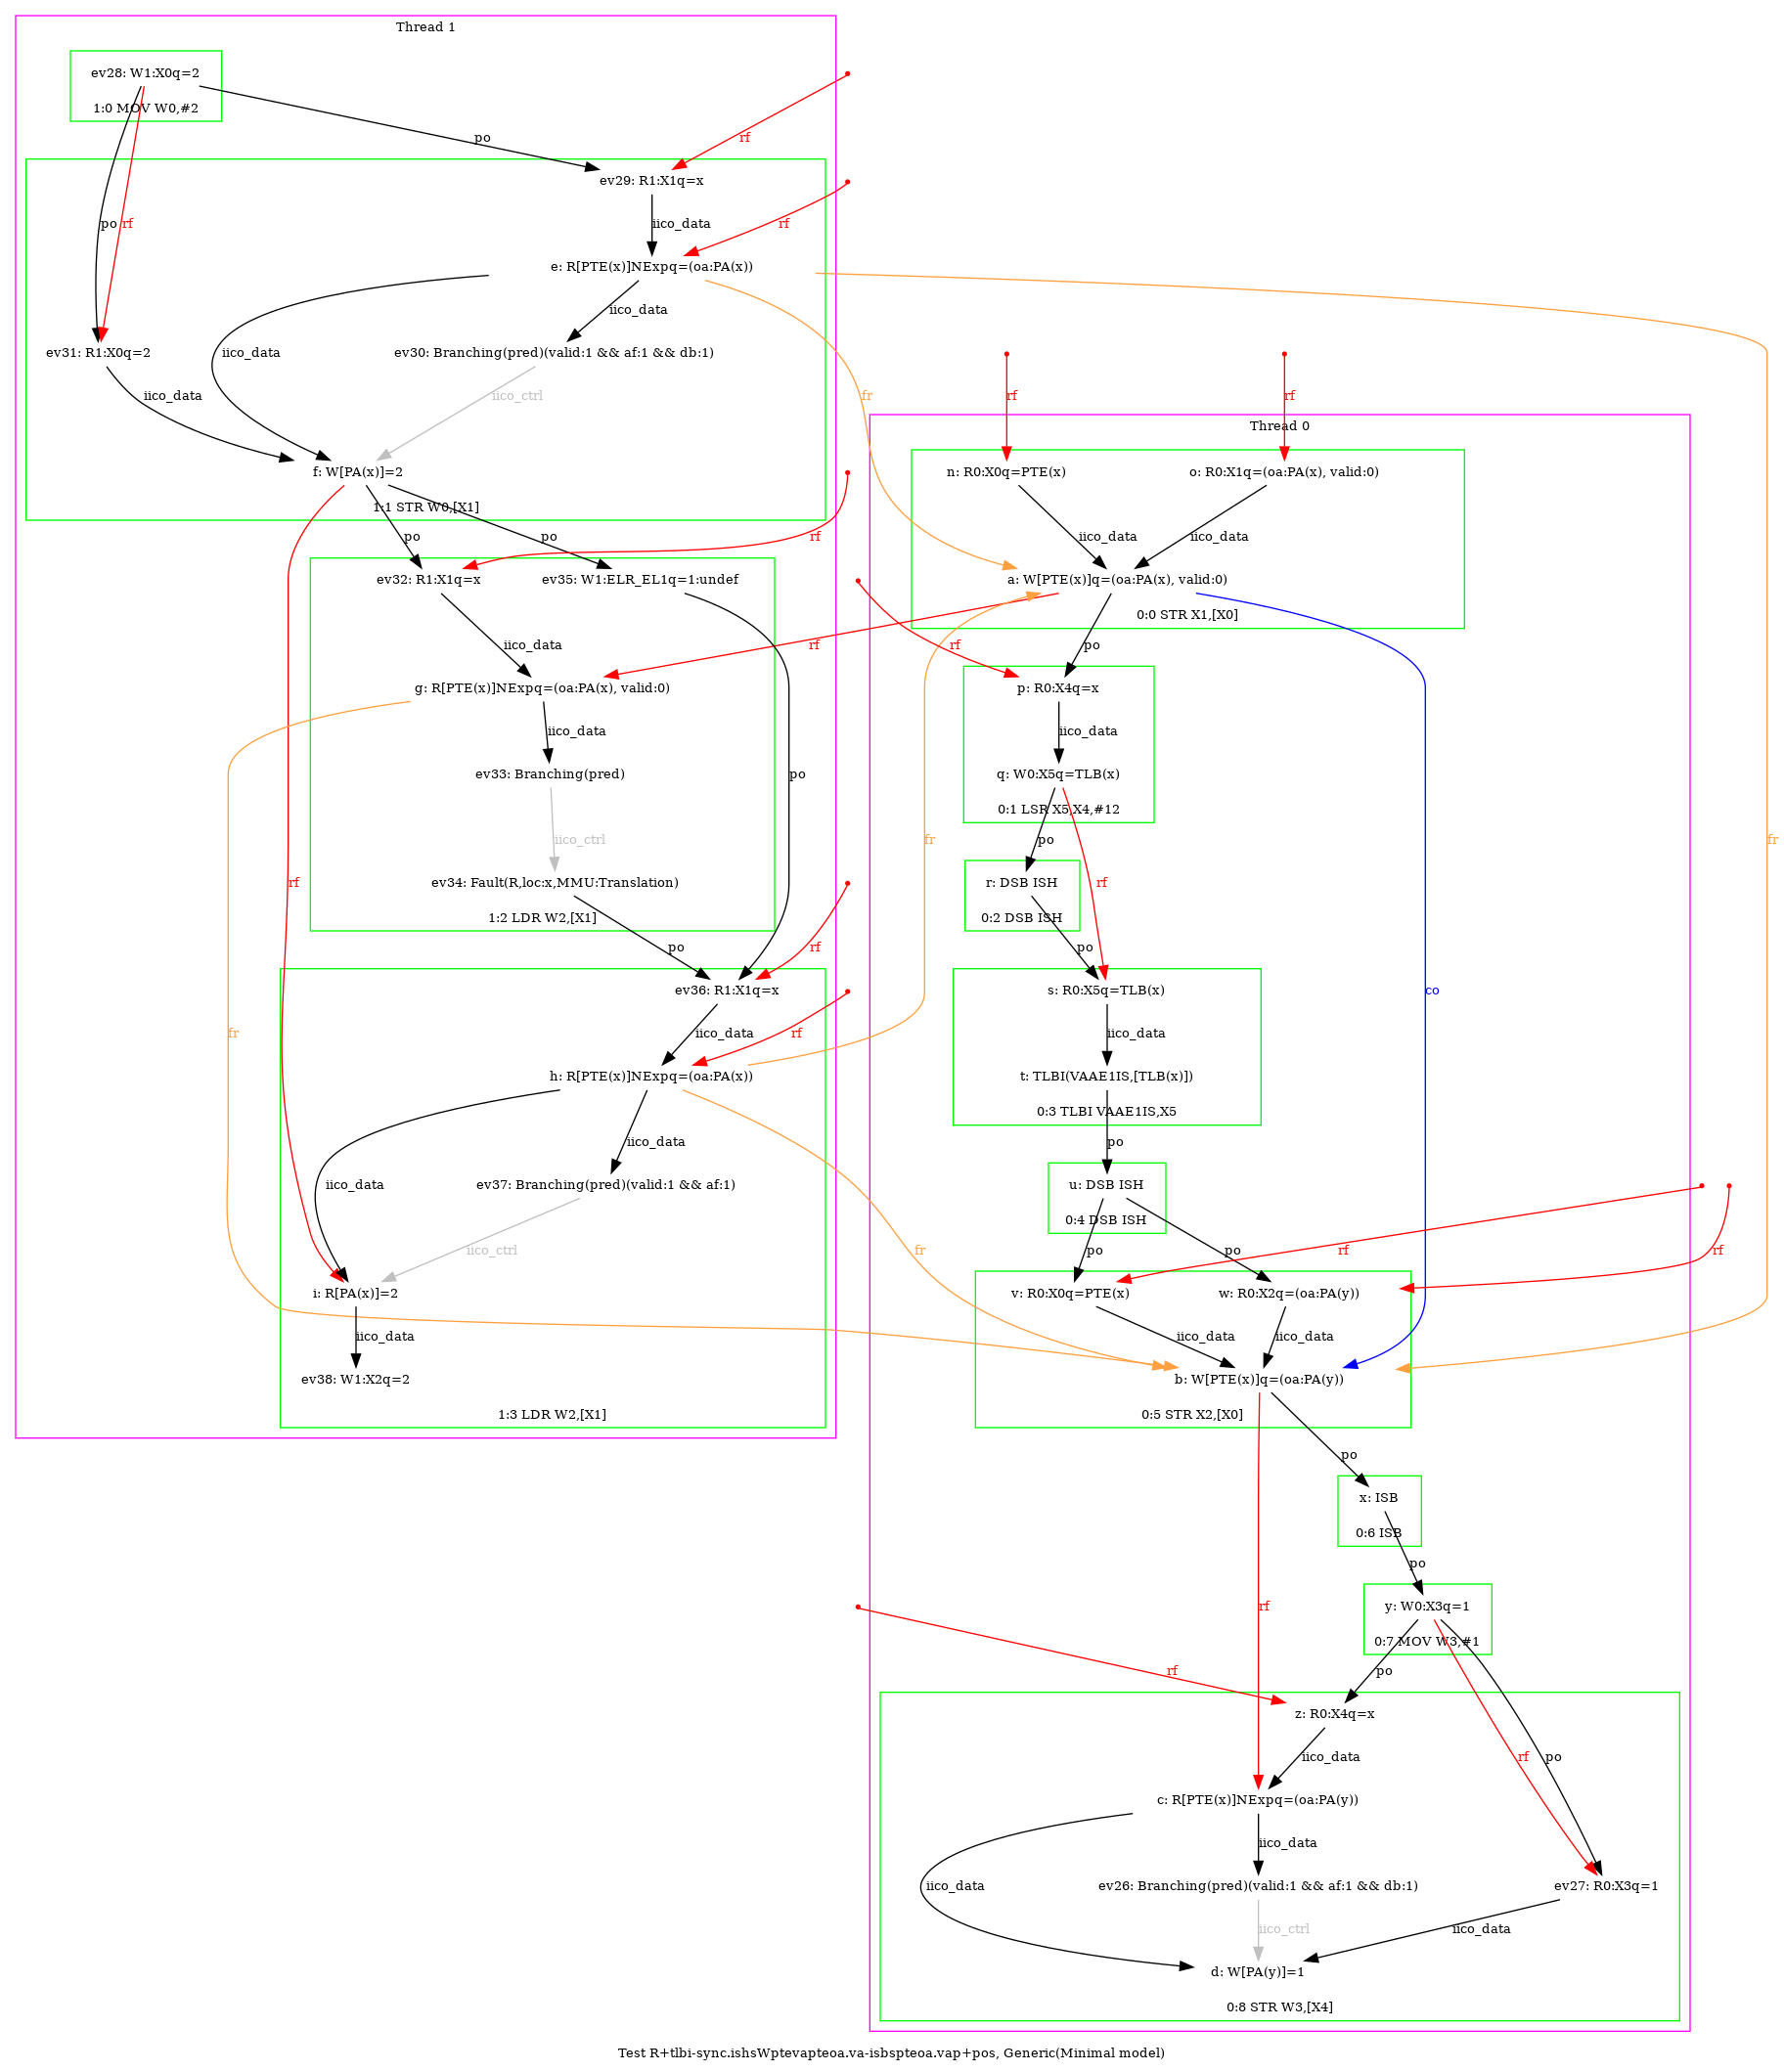 Thread 1
ev28: W1:X0q=2
1:0 MOV W0,#2
po
rf
ev29: R1:X1q=x
po
rf
iico_data
rf
e: R[PTE(x)]NExpq=(oa:PA(x))
iico_data
ev31: R1:X0q=2
iico_data
ev30: Branching(pred)(valid:1 && af:1 && db:1)
iico_data
iico_ctrl
fr
fr
f: W[PA(x)]=2
1:1 STR W0,[X1]
po
po
rf
rf
ev32: R1:X1q=x
ev35: W1:ELR_EL1q=1:undef
iico_data
rf
g: R[PTE(x)]NExpq=(oa:PA(x), valid:0)
iico_data
ev33: Branching(pred)
po
iico_ctrl
ev34: Fault(R,loc:x,MMU:Translation)
1:2 LDR W2,[X1]
po
rf
ev36: R1:X1q=x
fr
iico_data
rf
h: R[PTE(x)]NExpq=(oa:PA(x))
fr
iico_data
iico_data
ev37: Branching(pred)(valid:1 && af:1)
iico_ctrl
fr
i: R[PA(x)]=2
iico_data
ev38: W1:X2q=2
1:3 LDR W2,[X1]
rf
rf
Thread 0
n: R0:X0q=PTE(x)
o: R0:X1q=(oa:PA(x), valid:0)
iico_data
iico_data
a: W[PTE(x)]q=(oa:PA(x), valid:0)
0:0 STR X1,[X0]
rf
po
p: R0:X4q=x
iico_data
q: W0:X5q=TLB(x)
0:1 LSR X5,X4,#12
po
rf
r: DSB ISH
0:2 DSB ISH
po
s: R0:X5q=TLB(x)
co
iico_data
t: TLBI(VAAE1IS,[TLB(x)])
0:3 TLBI VAAE1IS,X5
po
u: DSB ISH
0:4 DSB ISH
po
po
rf
rf
v: R0:X0q=PTE(x)
w: R0:X2q=(oa:PA(y))
iico_data
iico_data
b: W[PTE(x)]q=(oa:PA(y))
0:5 STR X2,[X0]
po
x: ISB
0:6 ISB
po
rf
y: W0:X3q=1
0:7 MOV W3,#1
rf
po
z: R0:X4q=x
iico_data
rf
po
c: R[PTE(x)]NExpq=(oa:PA(y))
iico_data
iico_data
ev26: Branching(pred)(valid:1 && af:1 && db:1)
ev27: R0:X3q=1
iico_ctrl
iico_data
d: W[PA(y)]=1
0:8 STR W3,[X4]
Test R+tlbi-sync.ishsWptevapteoa.va-isbspteoa.vap+pos, Generic(Minimal model)